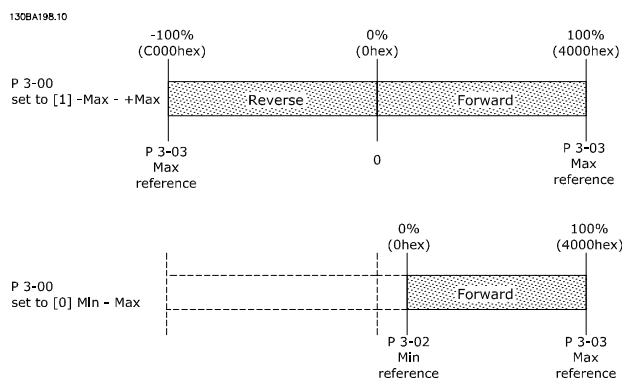 130BA198.10
-100%
(C000hex)
0%
(0hex)
100%
(4000hex)
P 3-00
set to [1] -Max - +Max
Reverse
Forward
P 3-03
Max
reference
0
P 3-03
Max
reference
0%
(0hex)
100%
(4000hex)
P 3-00
set to [0] Min - Max
Forward
P 3-02
Min
reference
P 3-03
Max
reference